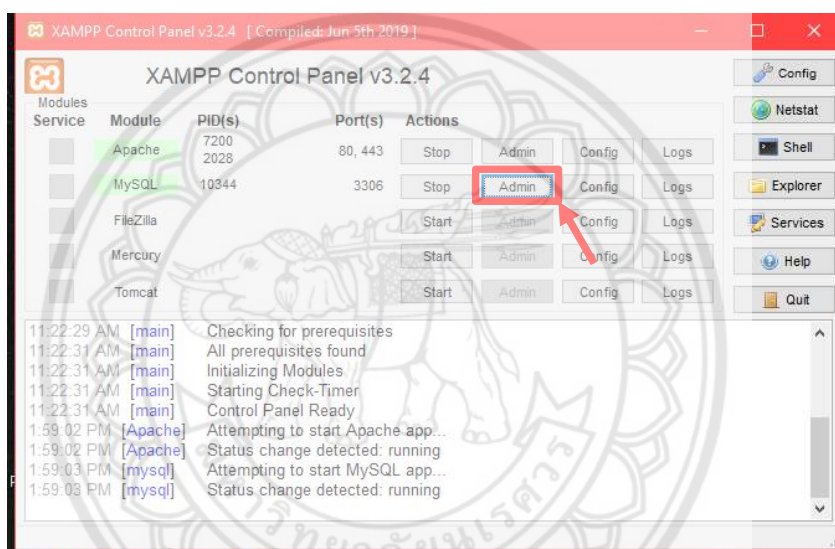 XAMPP Control Panel v3.2.4 [ Compiled: Jun 5th 2019 ]
XAMPP Control Panel v3.2.4
Config
Modules
Service Module PID(s) Port(s) Actions
Netstat
Apache 7200 2028 80, 443 Stop Admin Config Logs
Shell
MySQL 10344 3306 Stop Admin Config Logs
Explorer
FileZilla Start Admin Config Logs
Services
Mercury Start Admin Config Logs
Help
Tomcat Start Admin Config Logs
Quit
11:22:29 AM [main] Checking for prerequisites
11:22:31 AM [main] All prerequisites found
11:22:31 AM [main] Initializing Modules
11:22:31 AM [main] Starting Check-Timer
11:22:31 AM [main] Control Panel Ready
1:59:02 PM [Apache] Attempting to start Apache app...
1:59:02 PM [Apache] Status change detected: running
1:59:03 PM [mysql] Attempting to start MySQL app...
1:59:03 PM [mysql] Status change detected: running